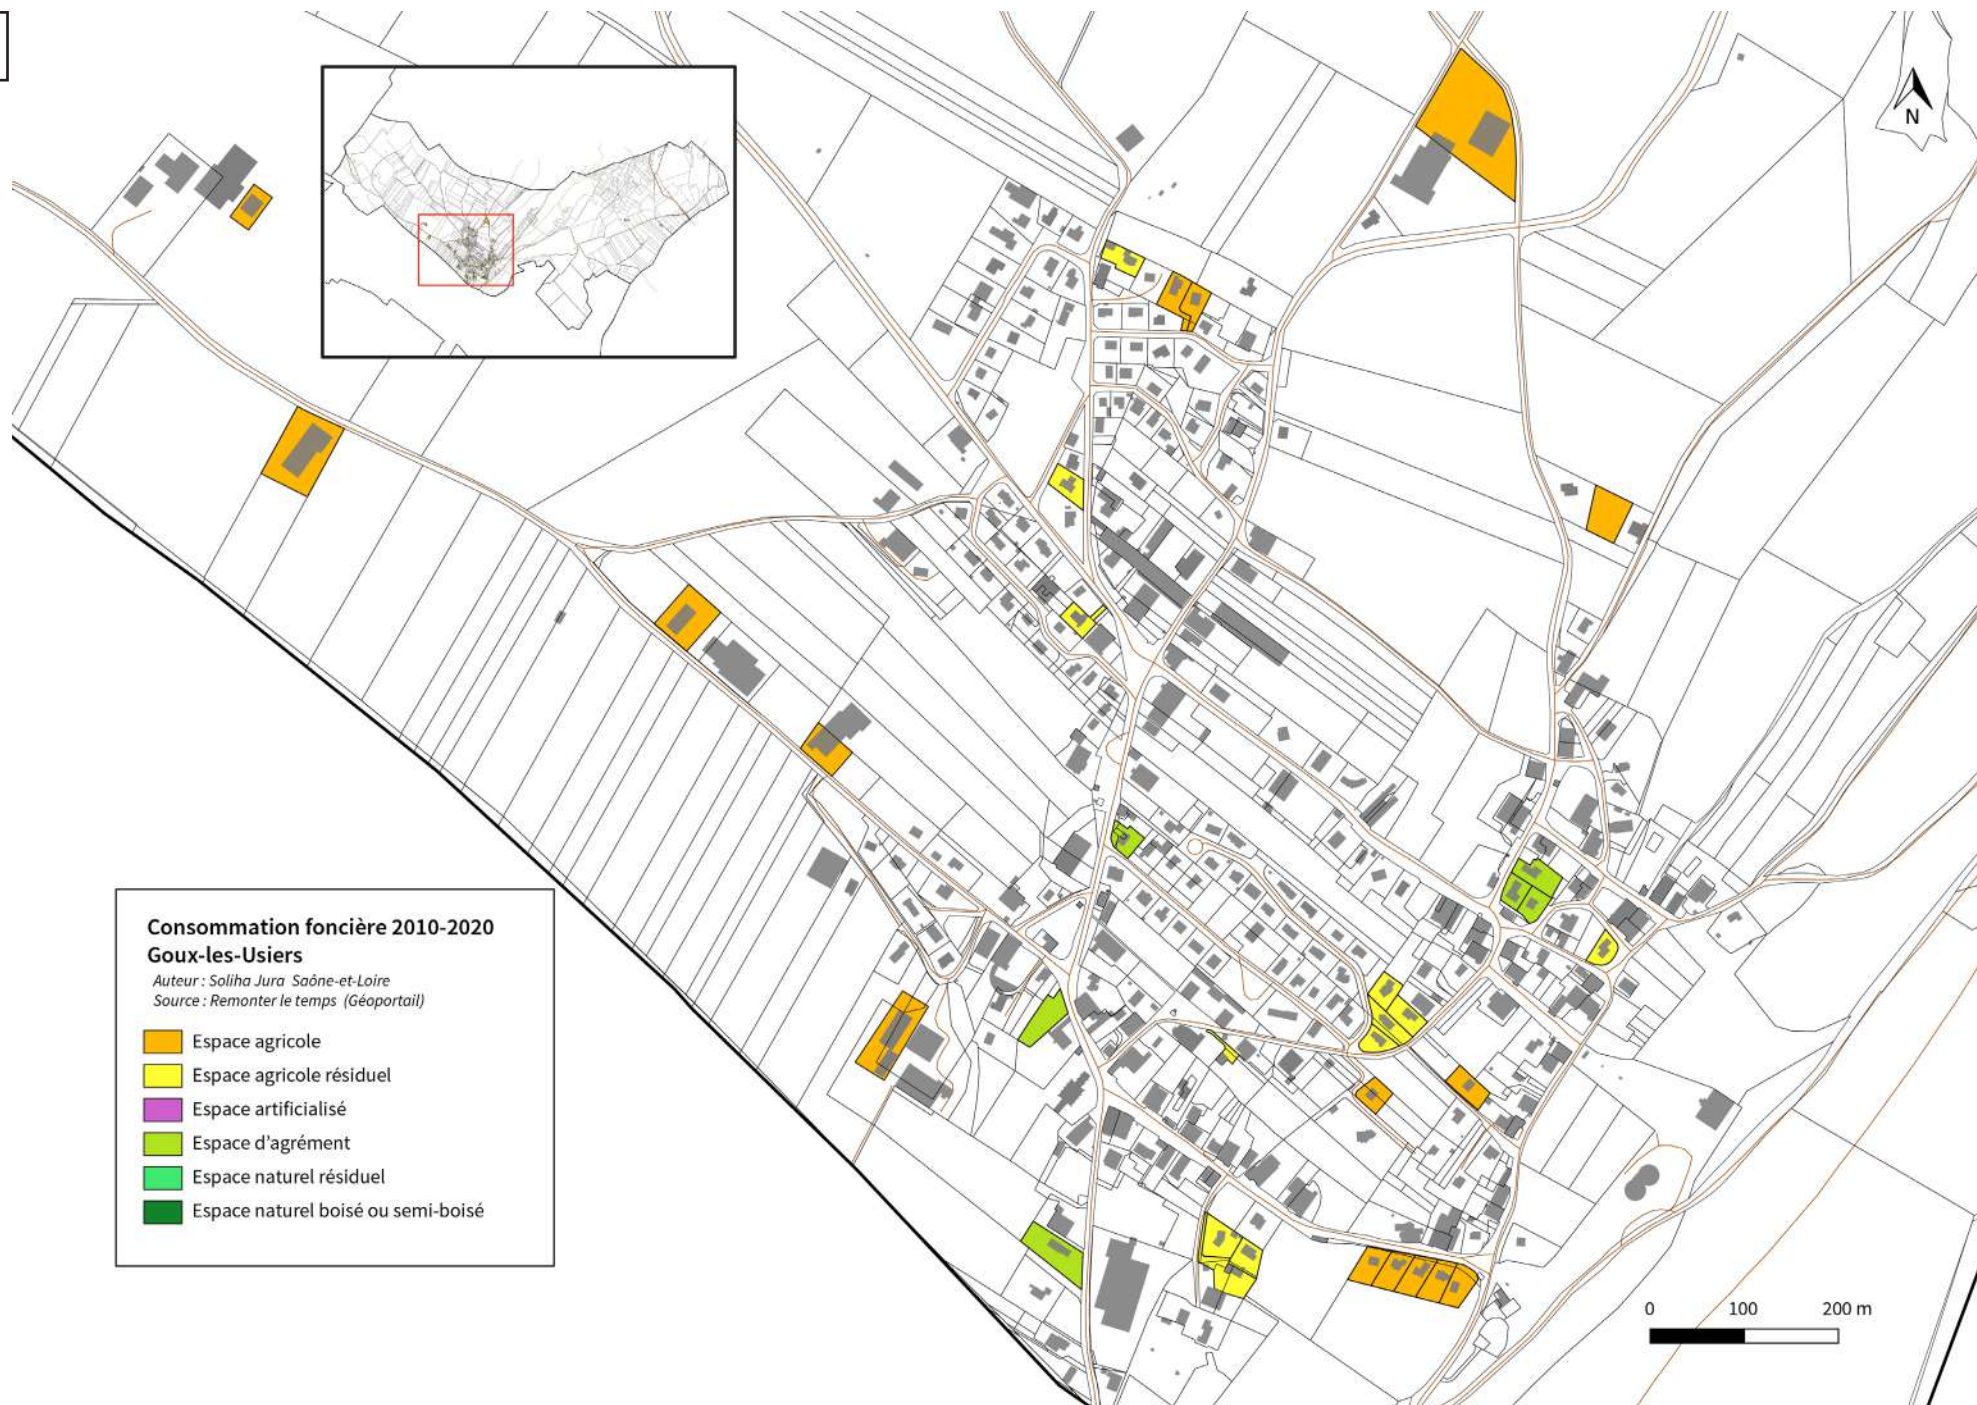 N
Consommation foncière 2010-2020
Goux-les-Usiers
Auteur : Soliha Jura Saône-et-Loire
Source : Remonter le temps (Géoportail)
Espace agricole
Espace agricole résiduel
Espace artificialisé
Espace d'agrément
Espace naturel résiduel
Espace naturel boisé ou semi-boisé
0 100 200 m